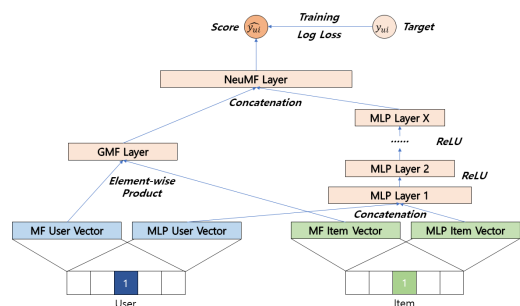 Training
Score ŷui yui Target
Log Loss
NeuMF Layer
Concatenation
MLP Layer X
...... ReLU
GMF Layer
MLP Layer 2
ReLU
Element-wise
Product
MLP Layer 1
Concatenation
MF User Vector MLP User Vector MF Item Vector MLP Item Vector
1 1
User Item